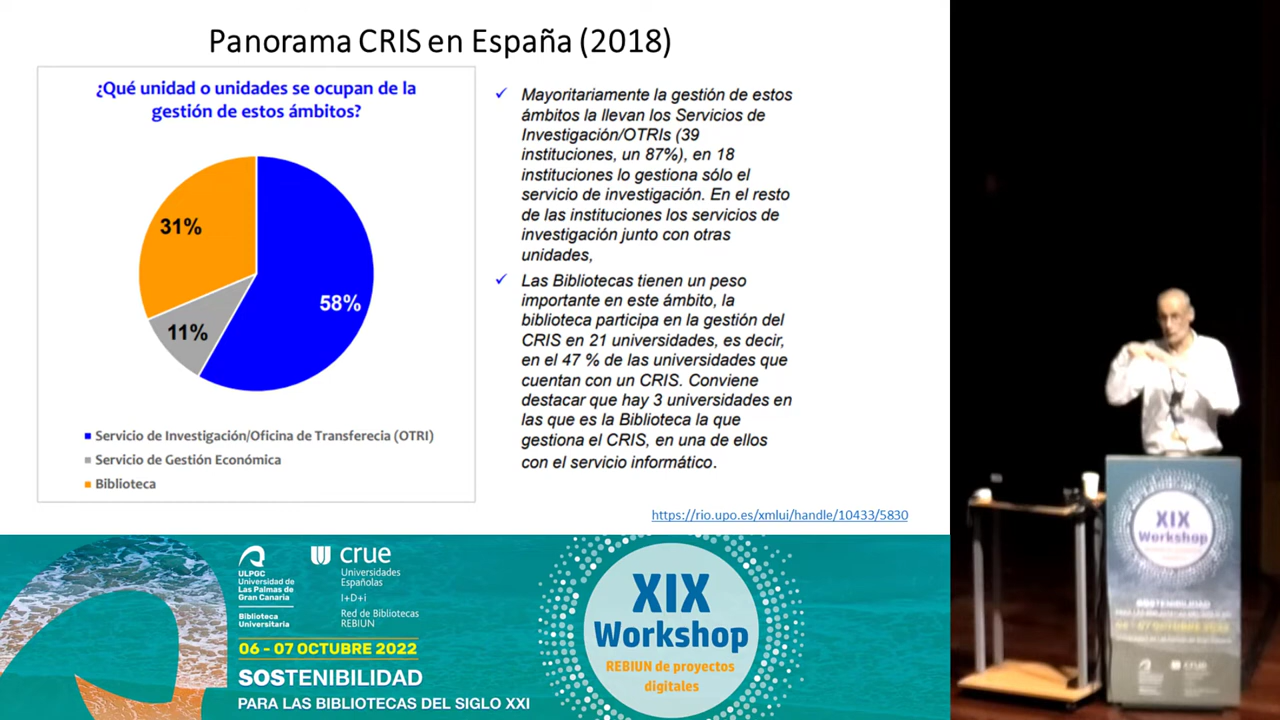 Panorama CRIS en España (2018)
¿Qué unidad o unidades se ocupan de la
gestión de estos ámbitos?
31%
58%
11%
Servicio de Investigación/Oficina de Transferecia (OTRI)
Servicio de Gestión Económica
Biblioteca
✓ Mayoritariamente la gestión de estos
ámbitos la llevan los Servicios de
Investigación/OTRIs (39
instituciones, un 87%), en 18
instituciones lo gestiona sólo el
servicio de investigación. En el resto
de las instituciones los servicios de
investigación junto con otras
unidades,
✓ Las Bibliotecas tienen un peso
importante en este ámbito, la
biblioteca participa en la gestión del
CRIS en 21 universidades, es decir,
en el 47 % de las universidades que
cuentan con un CRIS. Conviene
destacar que hay 3 universidades en
las que es la Biblioteca la que
gestiona el CRIS, en una de ellos
con el servicio informático.
https://rio.upo.es/xmlui/handle/10433/5830
ULPGC
Universidad de
Las Palmas de
Gran Canaria
Biblioteca
Universitaria
crue
Universidades
Españolas
I+D+i
Red de Bibliotecas
REBIUN
06 - 07 OCTUBRE 2022
SOSTENIBILIDAD
PARA LAS BIBLIOTECAS DEL SIGLO XXI
XIX
Workshop
REBIUN de proyectos
digitales
XIX
Workshop
SOSTENIBILIDAD
crue